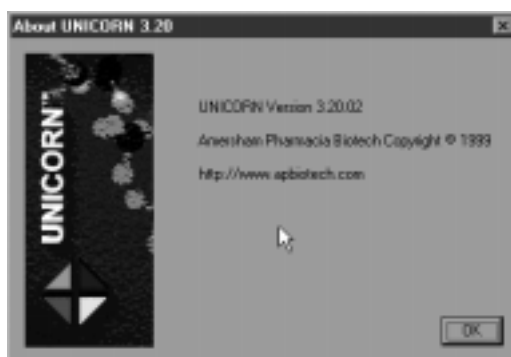 About UNICORN 3.20
UNICORN™
UNICORN Version 3.20.02
Amersham Pharmacia Biotech Copyright © 1999
http://www.apbiotech.com
OK